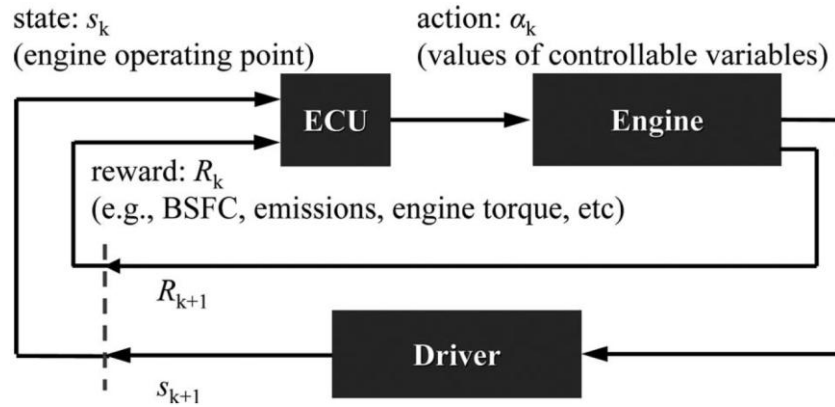 state: sₖ
(engine operating point)
action: αₖ
(values of controllable variables)
ECU
Engine
reward: Rₖ
(e.g., BSFC, emissions, engine torque, etc)
Rₖ₊₁
Driver
sₖ₊₁